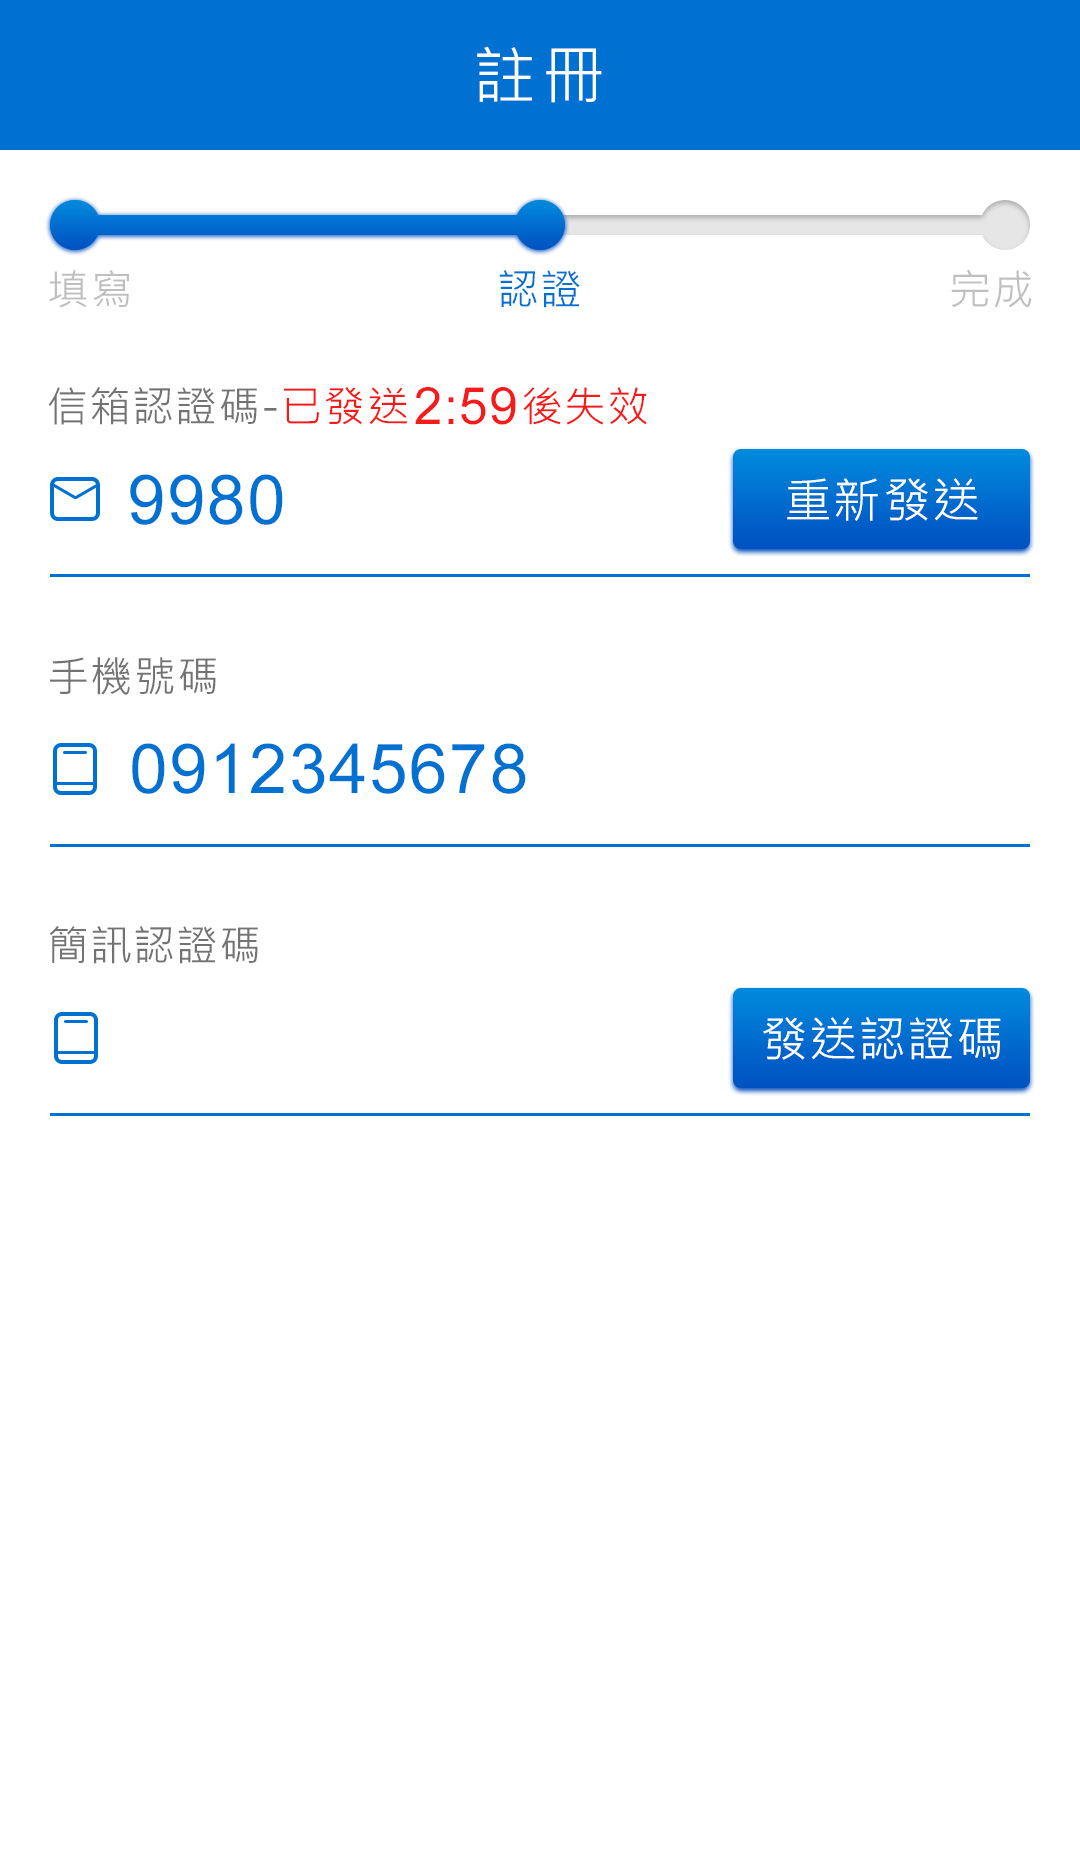 註冊
填寫 認證 完成
信箱認證碼-已發送2:59後失效
9980 重新發送
手機號碼
0912345678
簡訊認證碼
發送認證碼